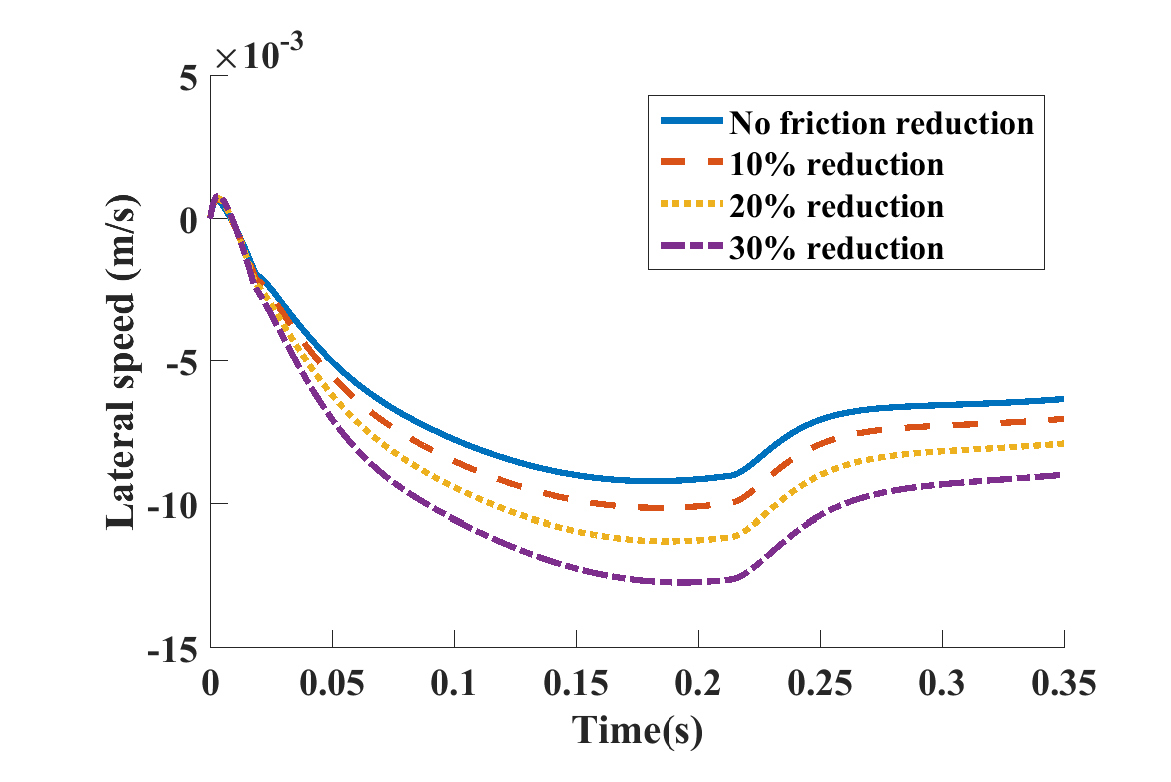 ×10-3
5
0
-5
-10
-15
Lateral speed (m/s)
No friction reduction
10% reduction
20% reduction
30% reduction
0 0.05 0.1 0.15 0.2 0.25 0.3 0.35
Time(s)